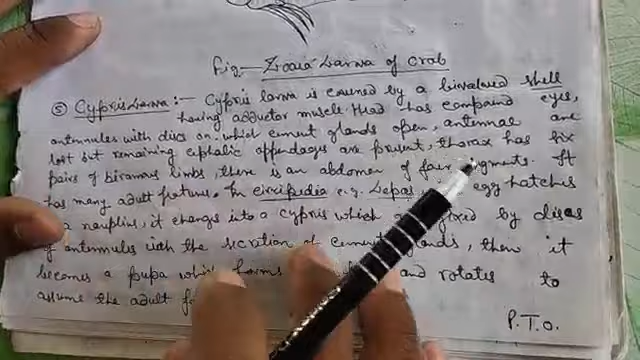 Fig — Zoaia Larva of Crab
⑤ Cypris Larva :— Cypris larva is covered by a bivalved shell
having adductor muscle. Head has compound eyes,
antennules with discs on which cement glands open, antennae are
lost but remaining cephalic appendages are present, thorax has six
pairs of biramous limbs, there is an abdomen of four segments. It
has many adult features. In cirripedia e.g. Lepas, egg hatches
a nauplius, it changes into a cypris which fixed by discs
of antennules with the secretion of cement glands, then it
becomes a pupa which forms and rotates to
assume the adult
P.T.O.